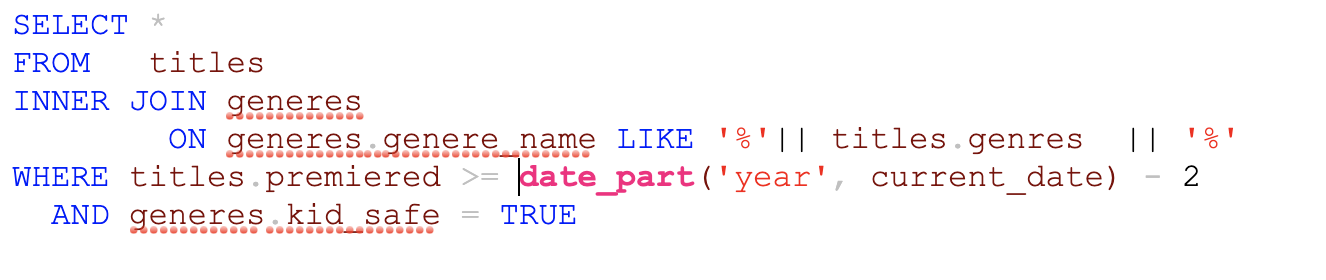 SELECT *
FROM   titles
INNER JOIN generes
        ON generes.genere_name LIKE '%'|| titles.genres  || '%'
WHERE titles.premiered >= date_part('year', current_date) - 2
  AND generes.kid_safe = TRUE